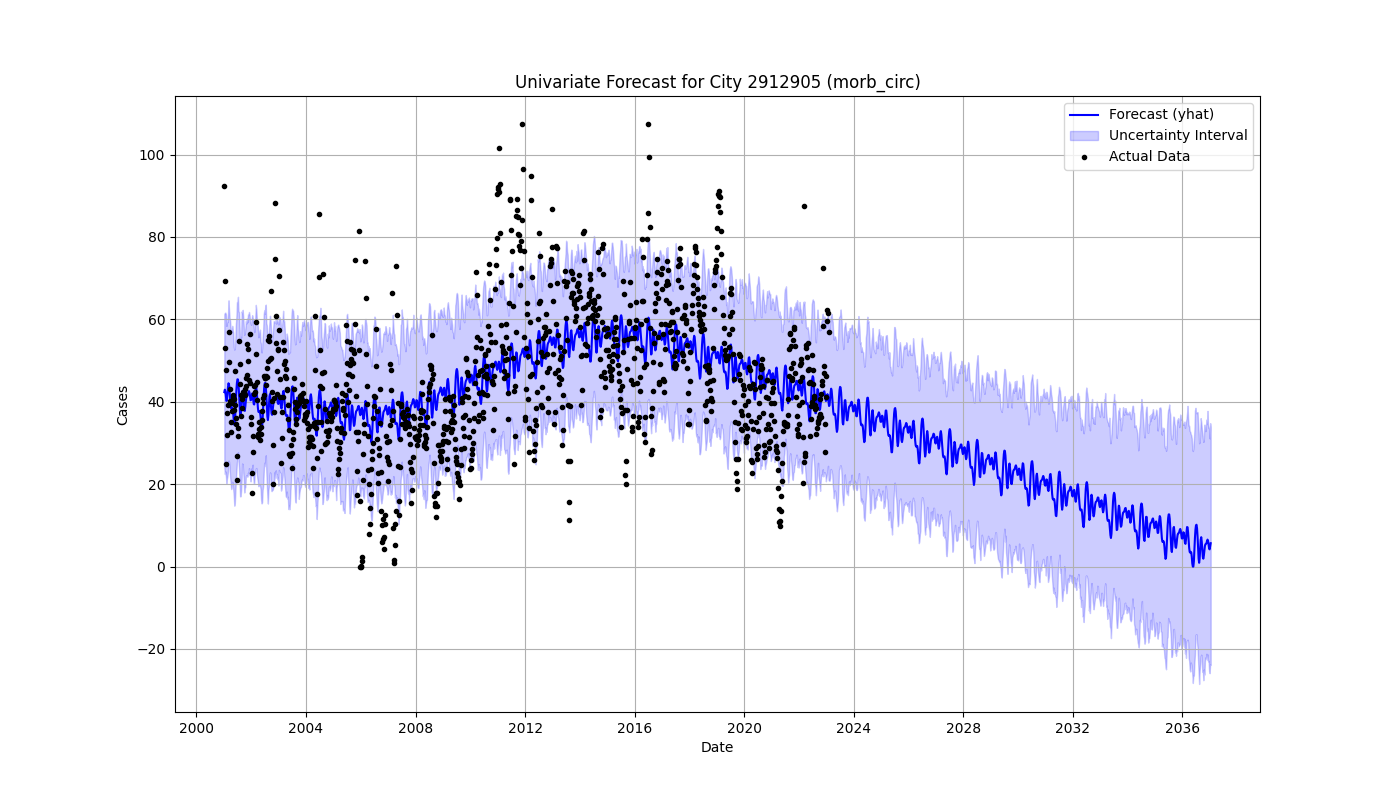 Univariate Forecast for City 2912905 (morb_circ)
Forecast (yhat)
Uncertainty Interval
Actual Data
100
80
60
40
20
0
−20
Cases
2000 2004 2008 2012 2016 2020 2024 2028 2032 2036
Date